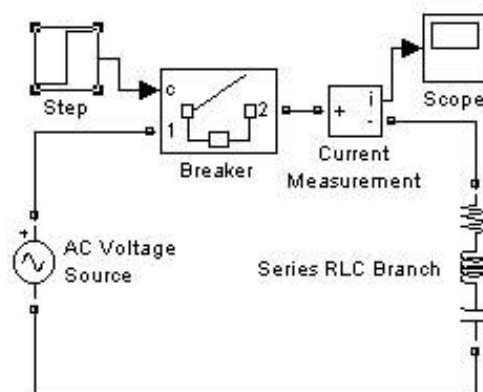 Step
c
1
2
Breaker
+
i
-
Current
Measurement
Scope
+
AC Voltage
Source
Series RLC Branch